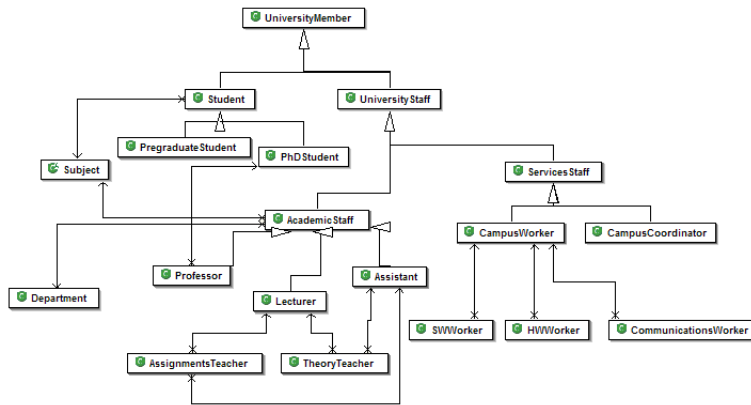 UniversityMember
Student
UniversityStaff
PregraduateStudent
PhDStudent
Subject
ServicesStaff
AcademicStaff
CampusWorker
CampusCoordinator
Professor
Assistant
Department
Lecturer
SWWorker
HWWorker
CommunicationsWorker
AssignmentsTeacher
TheoryTeacher